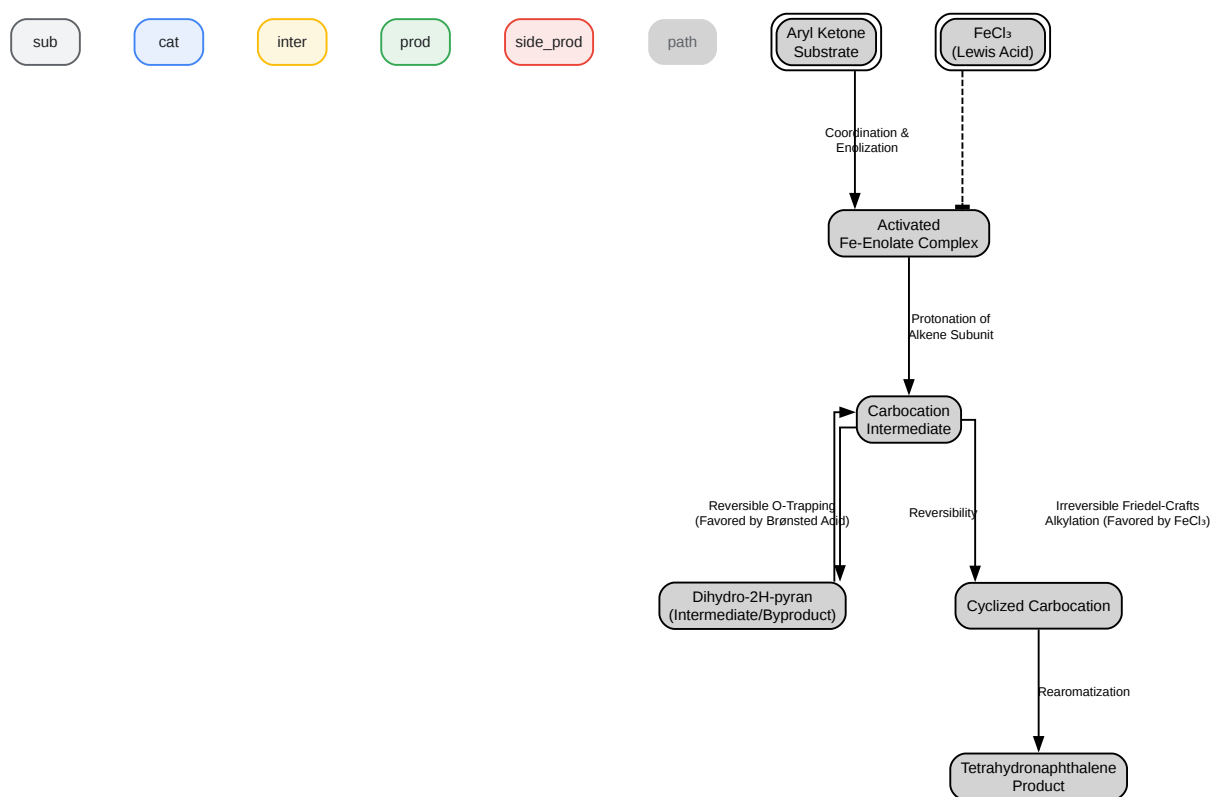 sub
cat
inter
prod
side_prod
path
Aryl Ketone
Substrate
FeCl₃
(Lewis Acid)
Coordination &
Enolization
Activated
Fe-Enolate Complex
Protonation of
Alkene Subunit
Carbocation
Intermediate
Reversible O-Trapping
(Favored by Brønsted Acid)
Reversibility
Irreversible Friedel-Crafts
Alkylation (Favored by FeCl₃)
Dihydro-2H-pyran
(Intermediate/Byproduct)
Cyclized Carbocation
Rearomatization
Tetrahydronaphthalene
Product